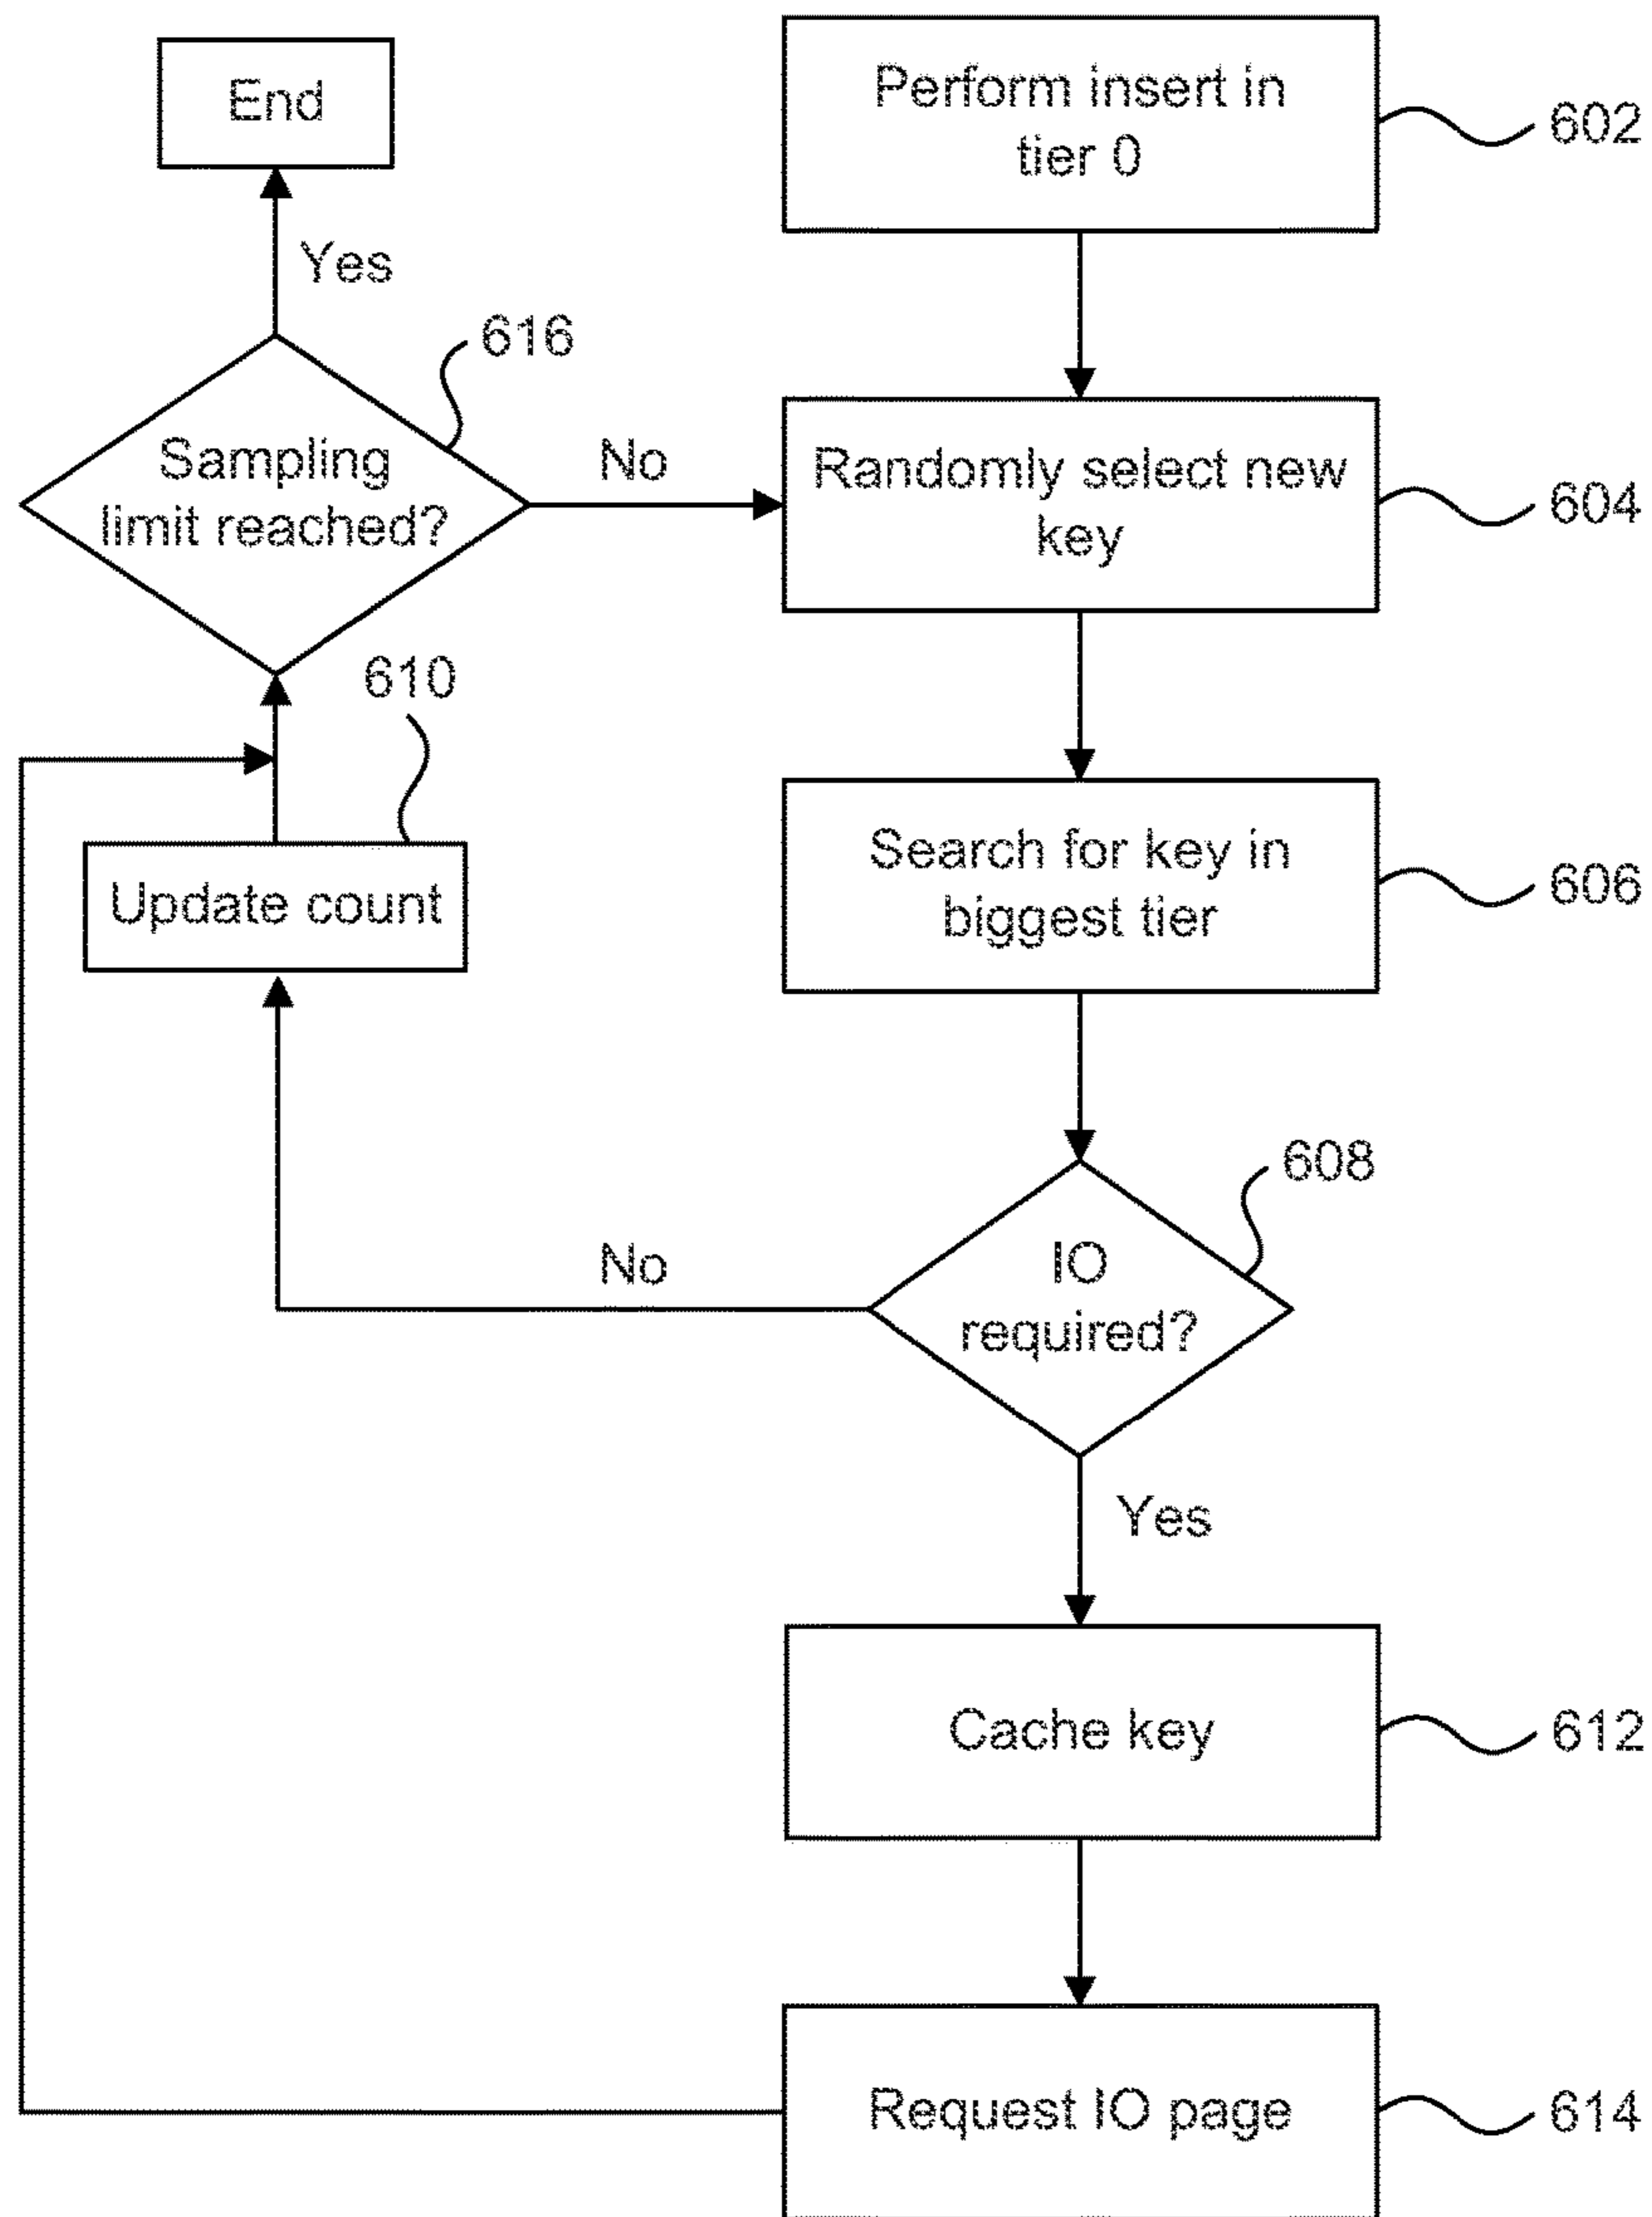 End
Perform insert in
tier 0
602
Yes
616
Sampling
limit reached?
No
Randomly select new
key
604
610
Update count
Search for key in
biggest tier
606
608
No
IO
required?
Yes
Cache key
612
Request IO page
614